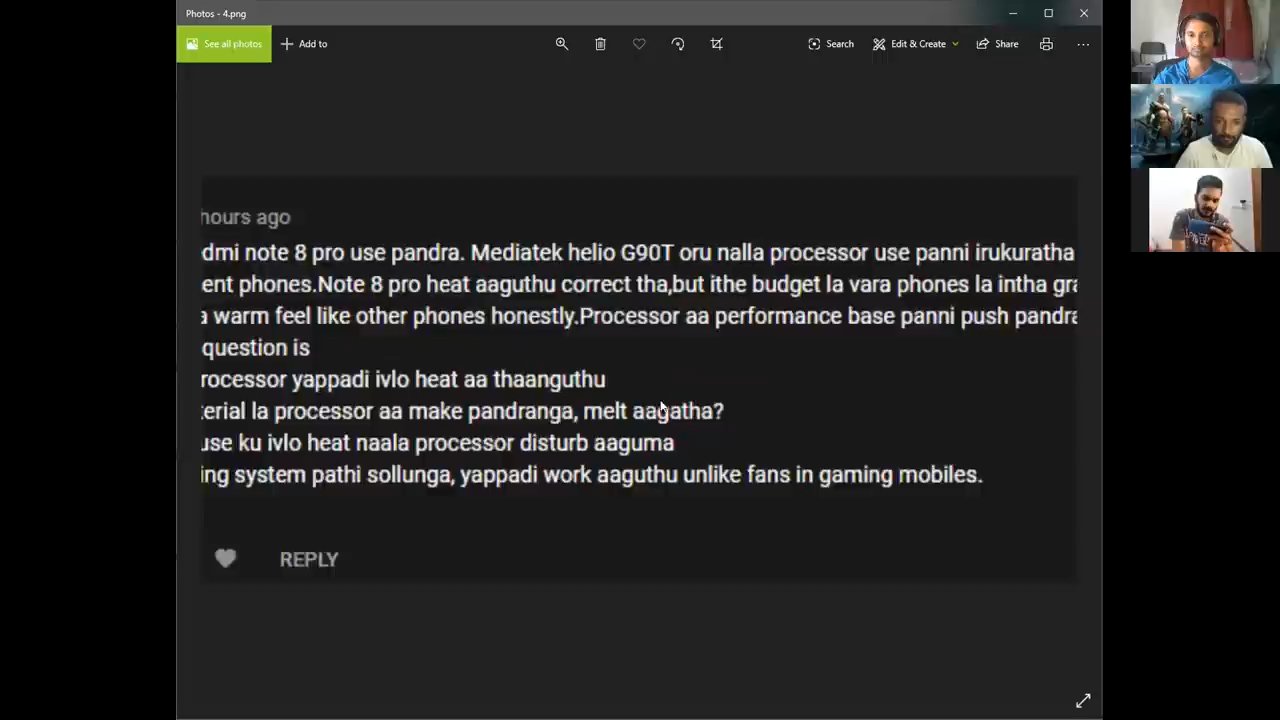 Photos - 4.png
See all photos
Add to
Search
Edit & Create
Share
hours ago
dmi note 8 pro use pandra. Mediatek helio G90T oru nalla processor use panni irukuratha
ent phones.Note 8 pro heat aaguthu correct tha,but ithe budget la vara phones la intha gra
a warm feel like other phones honestly.Processor aa performance base panni push pandra
question is
rocessor yappadi ivlo heat aa thaanguthu
terial la processor aa make pandranga, melt aagatha?
use ku ivlo heat naala processor disturb aaguma
ing system pathi sollunga, yappadi work aaguthu unlike fans in gaming mobiles.
REPLY